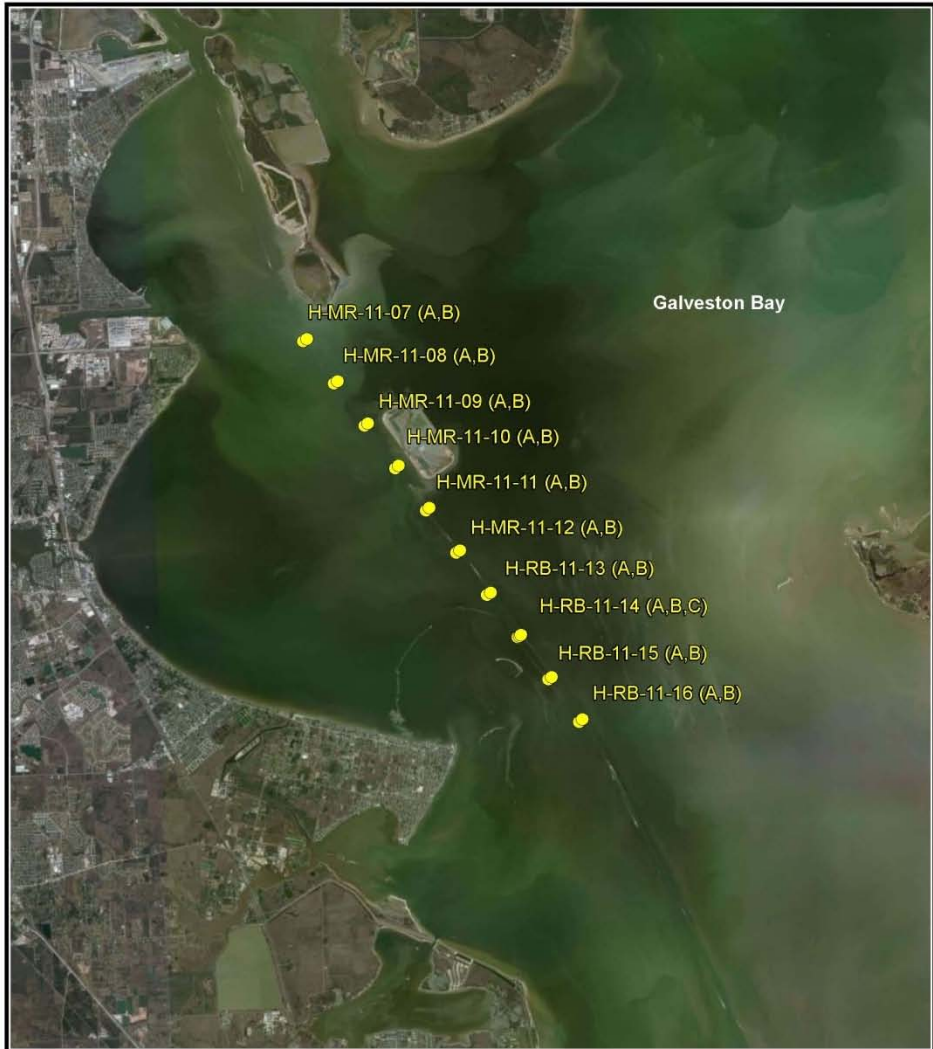 Galveston Bay
H-MR-11-07 (A,B)
H-MR-11-08 (A,B)
H-MR-11-09 (A,B)
H-MR-11-10 (A,B)
H-MR-11-11 (A,B)
H-MR-11-12 (A,B)
H-RB-11-13 (A,B)
H-RB-11-14 (A,B,C)
H-RB-11-15 (A,B)
H-RB-11-16 (A,B)